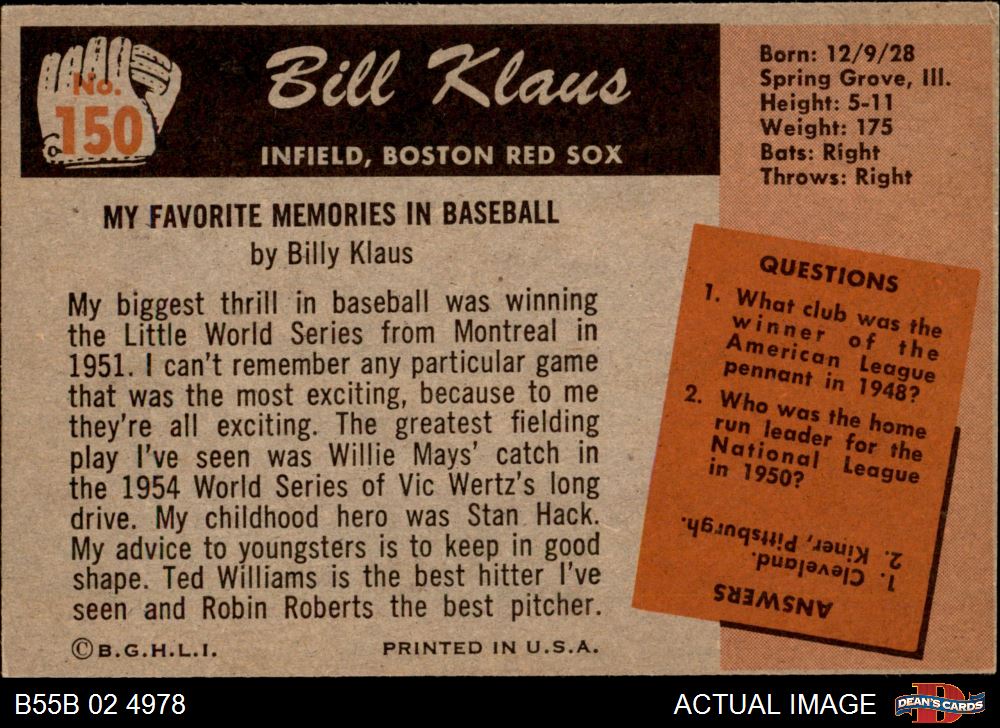 No.
150
Bill Klaus
INFIELD, BOSTON RED SOX
Born: 12/9/28
Spring Grove, Ill.
Height: 5-11
Weight: 175
Bats: Right
Throws: Right
MY FAVORITE MEMORIES IN BASEBALL
by Billy Klaus
My biggest thrill in baseball was winning
the Little World Series from Montreal in
1951. I can't remember any particular game
that was the most exciting, because to me
they're all exciting. The greatest fielding
play I've seen was Willie Mays' catch in
the 1954 World Series of Vic Wertz's long
drive. My childhood hero was Stan Hack.
My advice to youngsters is to keep in good
shape. Ted Williams is the best hitter I've
seen and Robin Roberts the best pitcher.
©B.G.H.L.I.
PRINTED IN U.S.A.
QUESTIONS
1. What club was the
winner of the
American League
pennant in 1948?
2. Who was the home
run leader for the
National League
in 1950?
ANSWERS
1. Cleveland.
2. Kiner, Pittsburgh.
B55B 02 4978
ACTUAL IMAGE
D
DEAN'S CARDS